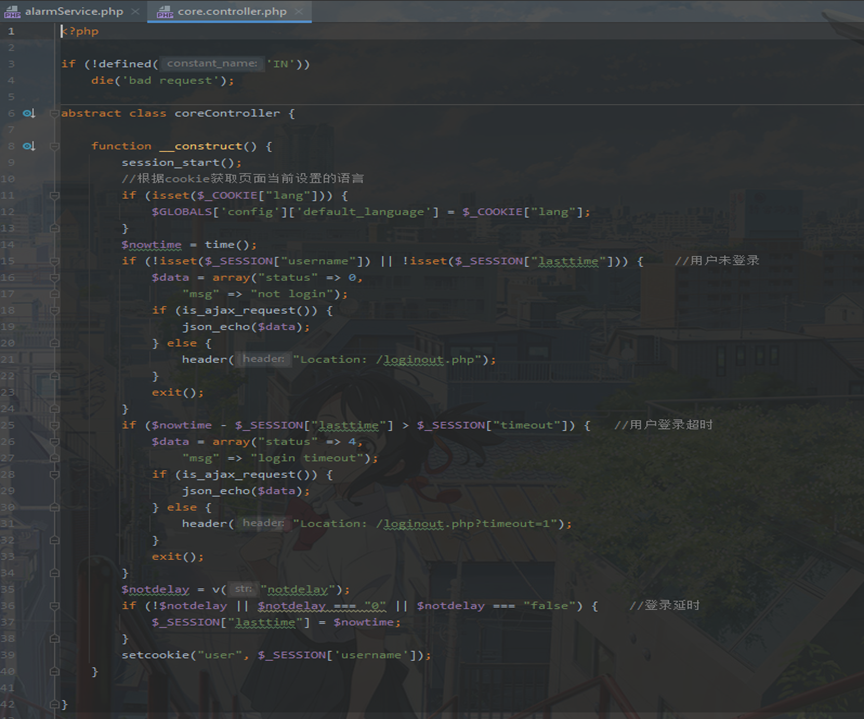 alarmService.php × core.controller.php ×
1 <?php
2
3 if (!defined( constant_name: 'IN'))
4 die('bad request');
5
6 abstract class coreController {
7
8 function __construct() {
9 session_start();
10 //根据cookie获取页面当前设置的语言
11 if (isset($_COOKIE["lang"])) {
12 $GLOBALS['config']['default_language'] = $_COOKIE["lang"];
13 }
14 $nowtime = time();
15 if (!isset($_SESSION["username"]) || !isset($_SESSION["lasttime"])) { //用户未登录
16 $data = array("status" => 0,
17 "msg" => "not login");
18 if (is_ajax_request()) {
19 json_echo($data);
20 } else {
21 header( header: "Location: /loginout.php");
22 }
23 exit();
24 }
25 if ($nowtime - $_SESSION["lasttime"] > $_SESSION["timeout"]) { //用户登录超时
26 $data = array("status" => 4,
27 "msg" => "login timeout");
28 if (is_ajax_request()) {
29 json_echo($data);
30 } else {
31 header( header: "Location: /loginout.php?timeout=1");
32 }
33 exit();
34 }
35 $notdelay = v( str: "notdelay");
36 if (!$notdelay || $notdelay === "0" || $notdelay === "false") { //登录延时
37 $_SESSION["lasttime"] = $nowtime;
38 }
39 setcookie("user", $_SESSION['username']);
40 }
41
42 }